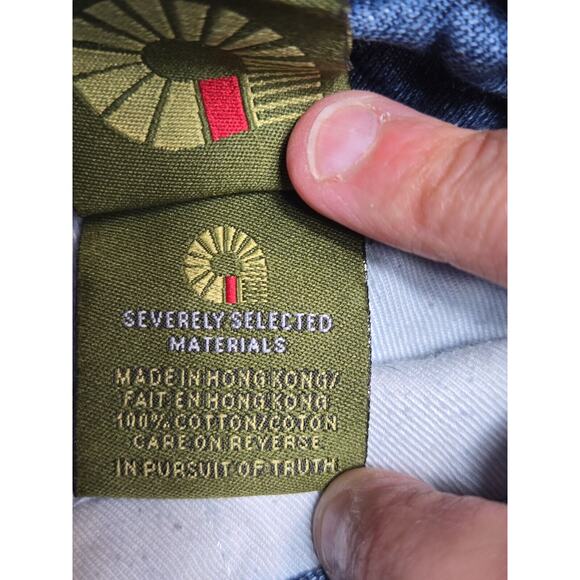 SEVERELY SELECTED
MATERIALS
MADE IN HONG KONG/
FAIT EN HONG KONG
100% COTTON/COTON
CARE ON REVERSE
IN PURSUIT OF TRUTH